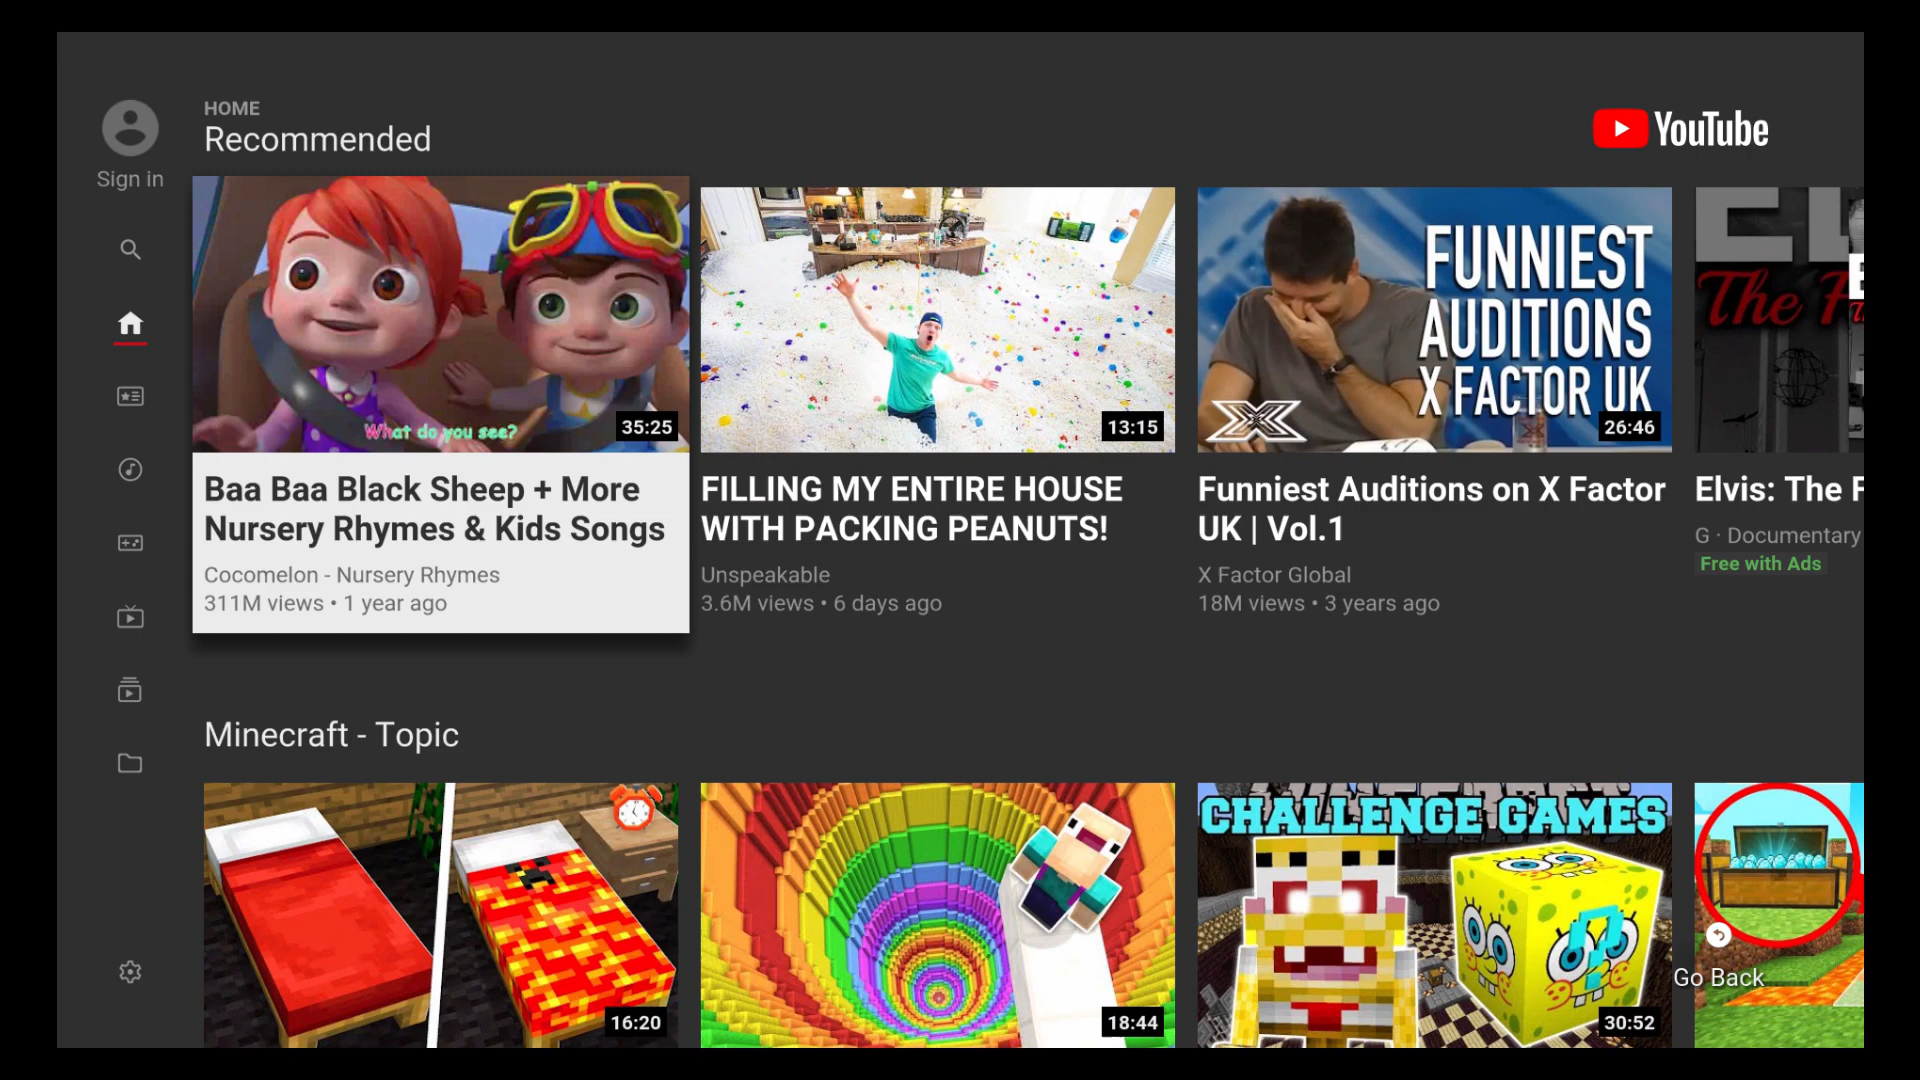 HOME
Recommended
YouTube
Sign in
What do you see?
35:25
13:15
FUNNIEST
AUDITIONS
X FACTOR UK
26:46
The
Baa Baa Black Sheep + More
Nursery Rhymes & Kids Songs
Cocomelon - Nursery Rhymes
311M views • 1 year ago
FILLING MY ENTIRE HOUSE
WITH PACKING PEANUTS!
Unspeakable
3.6M views • 6 days ago
Funniest Auditions on X Factor
UK | Vol.1
X Factor Global
18M views • 3 years ago
Elvis: The F
G · Documentary
Free with Ads
Minecraft - Topic
16:20
18:44
CHALLENGE GAMES
30:52
Go Back